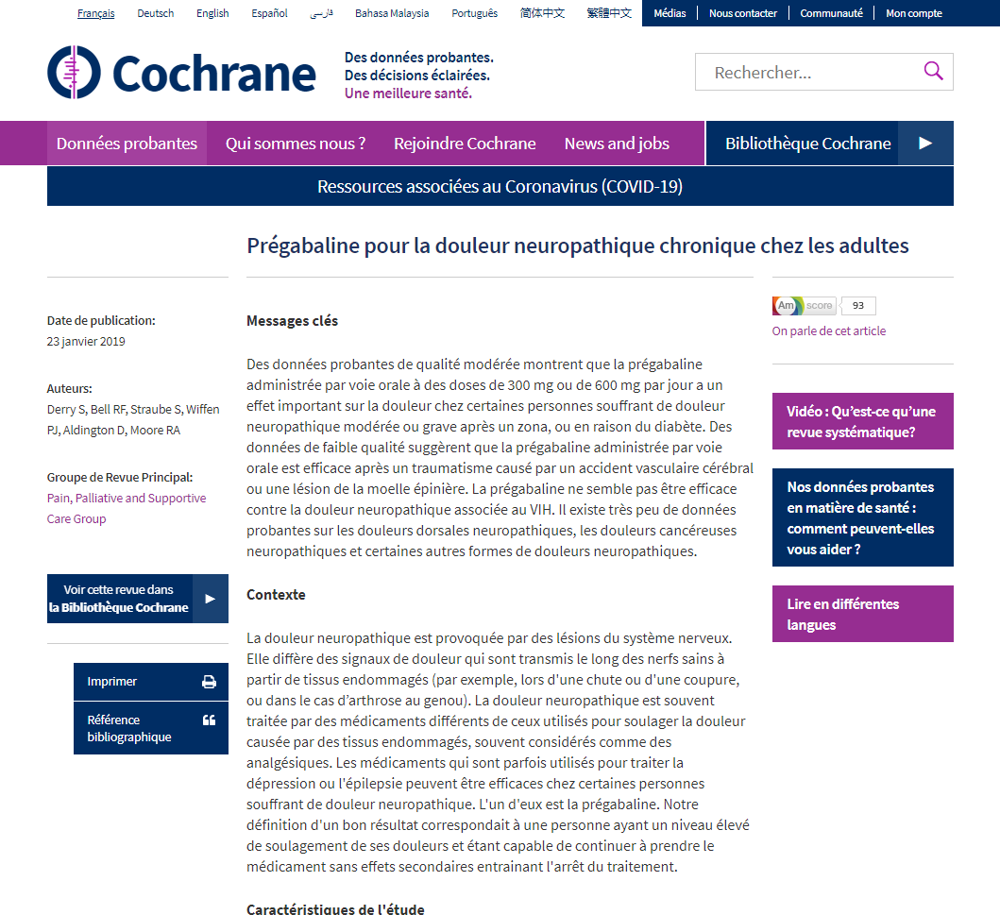 Français Deutsch English Español فارسی Bahasa Malaysia Português 简体中文 繁體中文 Médias Nous contacter Communauté Mon compte
Cochrane
Des données probantes.
Des décisions éclairées.
Une meilleure santé.
Rechercher...
Données probantes Qui sommes nous ? Rejoindre Cochrane News and jobs Bibliothèque Cochrane
Ressources associées au Coronavirus (COVID-19)
Prégabaline pour la douleur neuropathique chronique chez les adultes
Date de publication:
23 janvier 2019
Auteurs:
Derry S, Bell RF, Straube S, Wiffen
PJ, Aldington D, Moore RA
Groupe de Revue Principal:
Pain, Palliative and Supportive
Care Group
Voir cette revue dans
la Bibliothèque Cochrane
Imprimer
Référence
bibliographique
Messages clés
Des données probantes de qualité modérée montrent que la prégabaline
administrée par voie orale à des doses de 300 mg ou de 600 mg par jour a un
effet important sur la douleur chez certaines personnes souffrant de douleur
neuropathique modérée ou grave après un zona, ou en raison du diabète. Des
données de faible qualité suggèrent que la prégabaline administrée par voie
orale est efficace après un traumatisme causé par un accident vasculaire cérébral
ou une lésion de la moelle épinière. La prégabaline ne semble pas être efficace
contre la douleur neuropathique associée au VIH. Il existe très peu de données
probantes sur les douleurs dorsales neuropathiques, les douleurs cancéreuses
neuropathiques et certaines autres formes de douleurs neuropathiques.
Contexte
La douleur neuropathique est provoquée par des lésions du système nerveux.
Elle diffère des signaux de douleur qui sont transmis le long des nerfs sains à
partir de tissus endommagés (par exemple, lors d'une chute ou d'une coupure,
ou dans le cas d’arthrose au genou). La douleur neuropathique est souvent
traitée par des médicaments différents de ceux utilisés pour soulager la douleur
causée par des tissus endommagés, souvent considérés comme des
analgésiques. Les médicaments qui sont parfois utilisés pour traiter la
dépression ou l'épilepsie peuvent être efficaces chez certaines personnes
souffrant de douleur neuropathique. L'un d'eux est la prégabaline. Notre
définition d'un bon résultat correspondait à une personne ayant un niveau élevé
de soulagement de ses douleurs et étant capable de continuer à prendre le
médicament sans effets secondaires entrainant l'arrêt du traitement.
Caractéristiques de l'étude
Am score 93
On parle de cet article
Vidéo : Qu’est-ce qu’une
revue systématique?
Nos données probantes
en matière de santé :
comment peuvent-elles
vous aider ?
Lire en différentes
langues